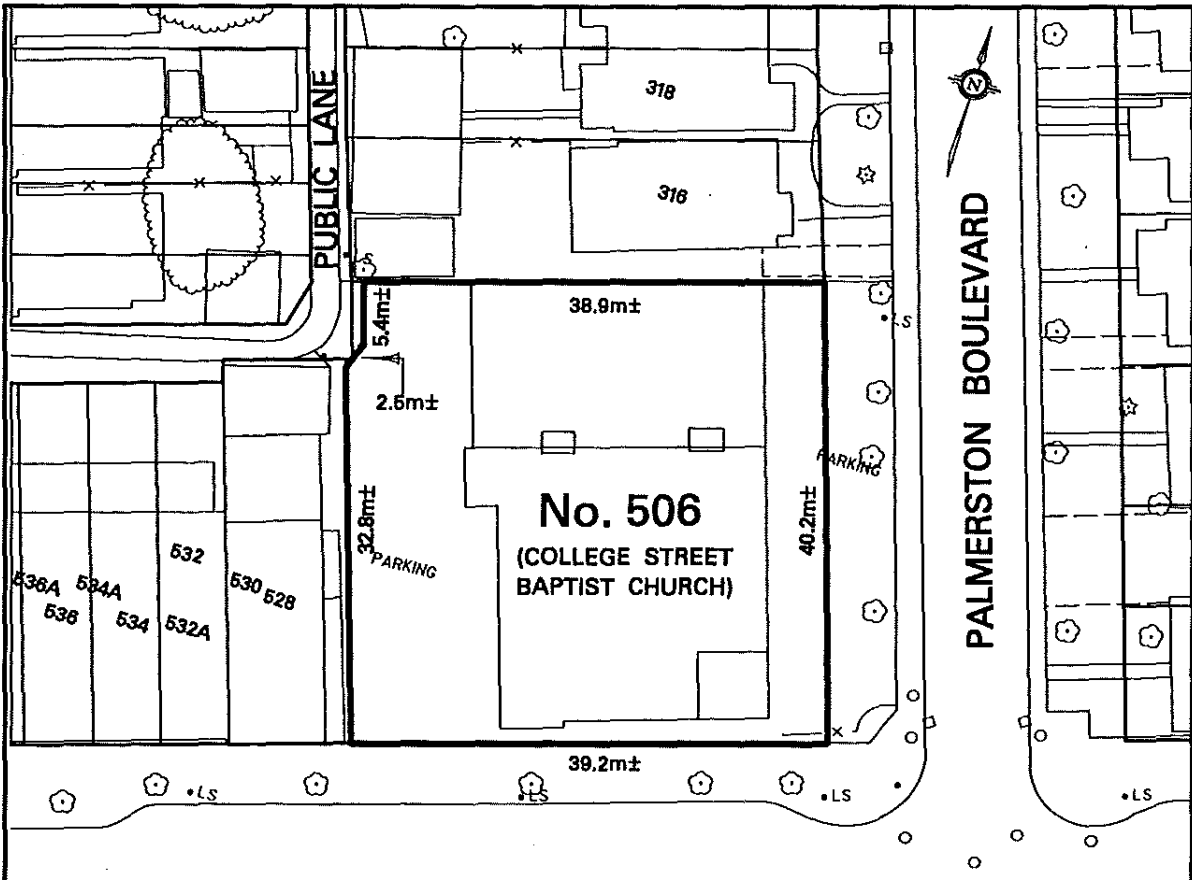 318
N
PUBLIC LANE
316
S
5.4m±
38.9m±
LS
PALMERSTON BOULEVARD
2.5m±
PARKING
No. 506
32.8m±
40.2m±
(COLLEGE STREET
BAPTIST CHURCH)
PARKING
532
536A
534A
530
528
536
534
532A
39.2m±
LS
LS
LS
LS